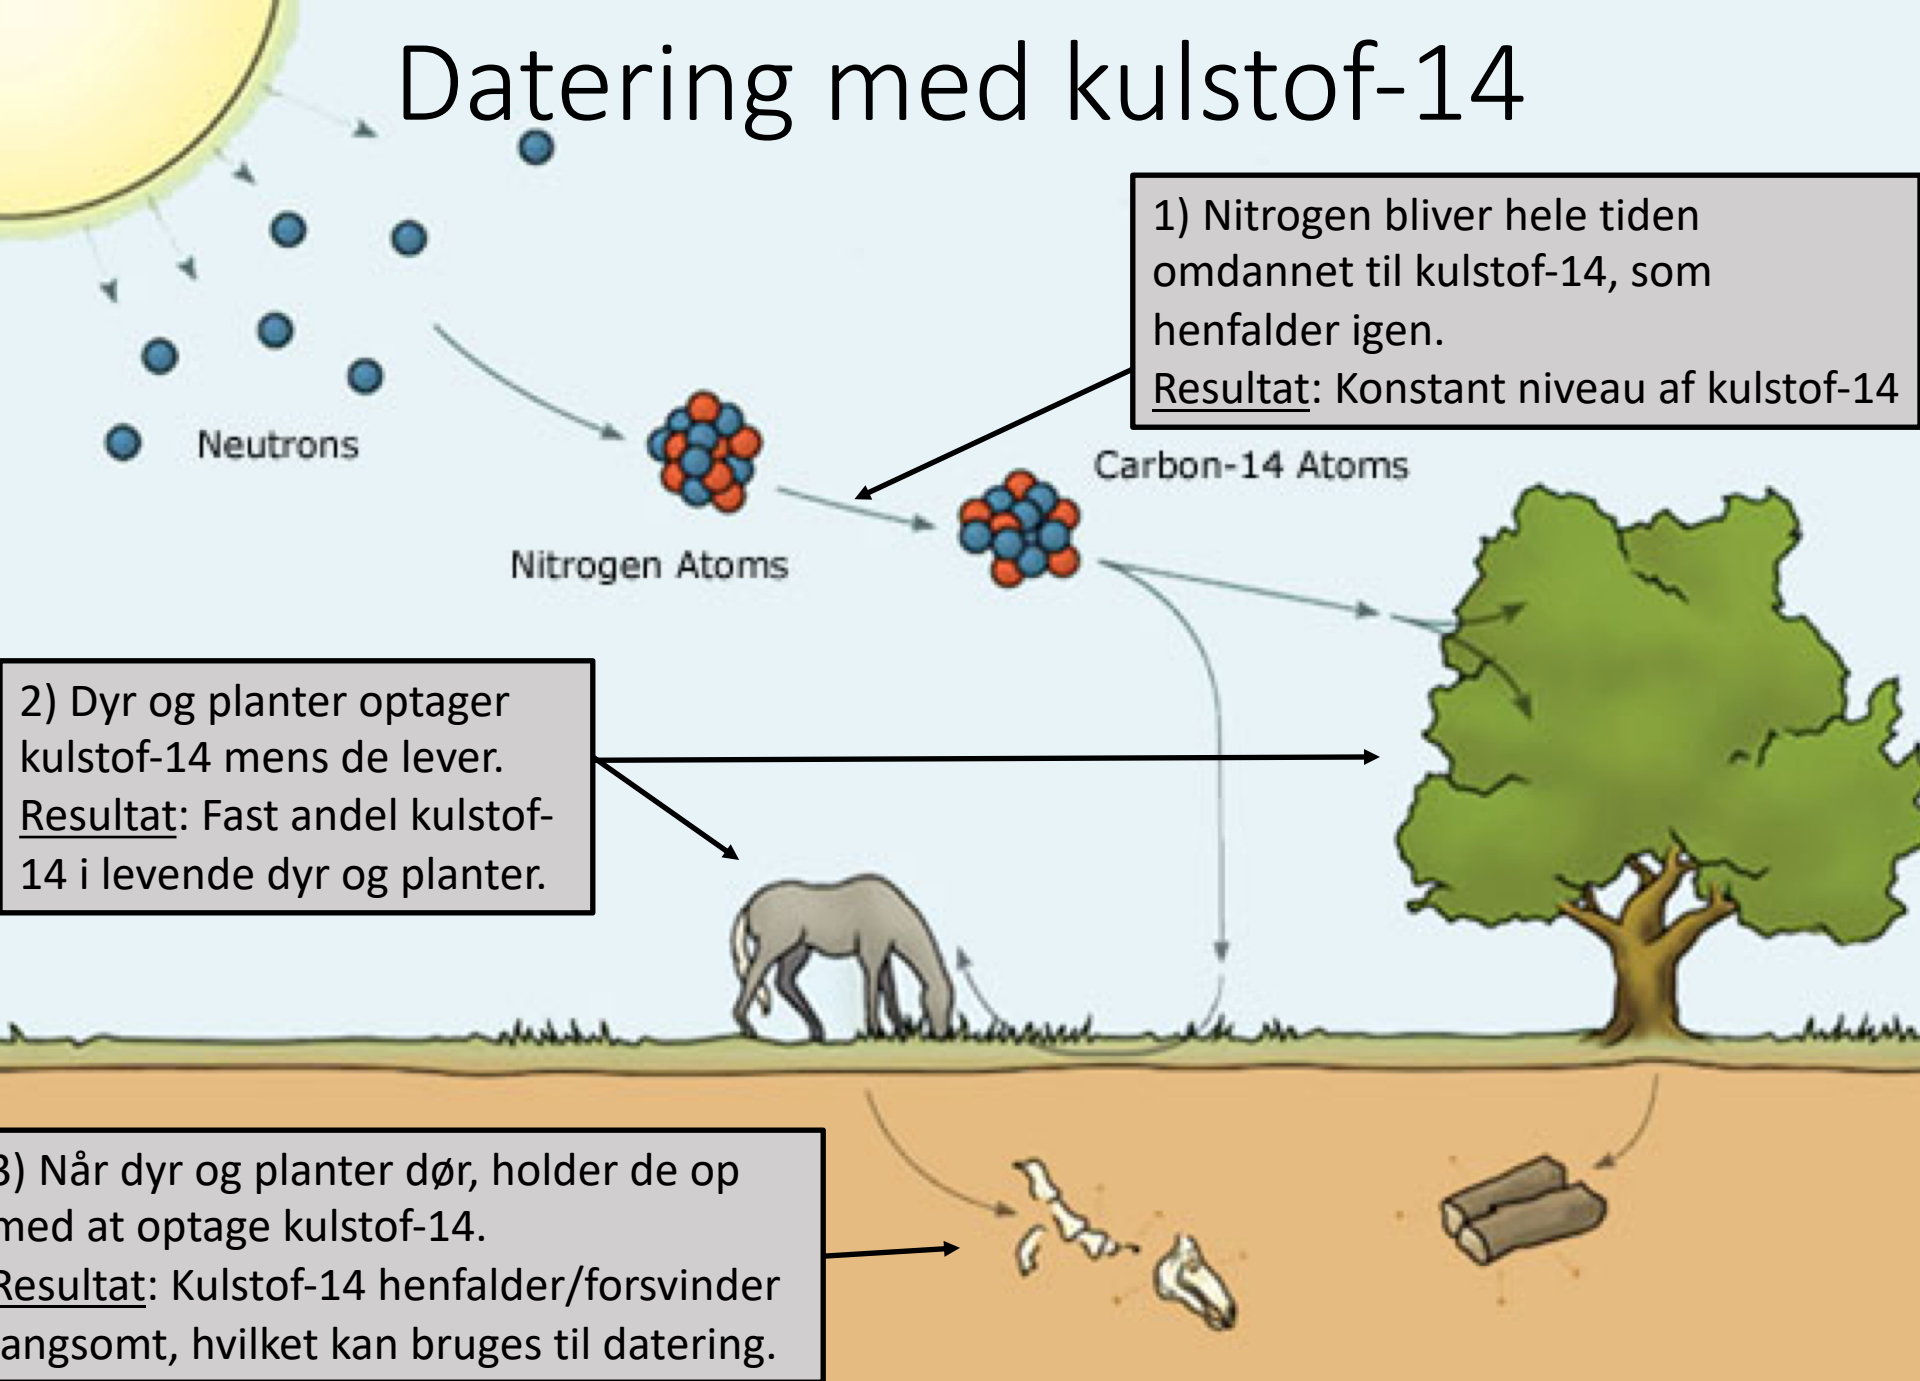 Datering med kulstof-14
1) Nitrogen bliver hele tiden
omdannet til kulstof-14, som
henfalder igen.
Resultat: Konstant niveau af kulstof-14
Neutrons
Carbon-14 Atoms
Nitrogen Atoms
2) Dyr og planter optager
kulstof-14 mens de lever.
Resultat: Fast andel kulstof-
14 i levende dyr og planter.
3) Når dyr og planter dør, holder de op
med at optage kulstof-14.
Resultat: Kulstof-14 henfalder/forsvinder
langsomt, hvilket kan bruges til datering.